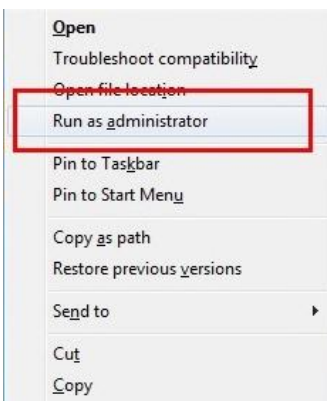 Open
Troubleshoot compatibility
Open file location
Run as administrator
Pin to Taskbar
Pin to Start Menu
Copy as path
Restore previous versions
Send to
Cut
Copy